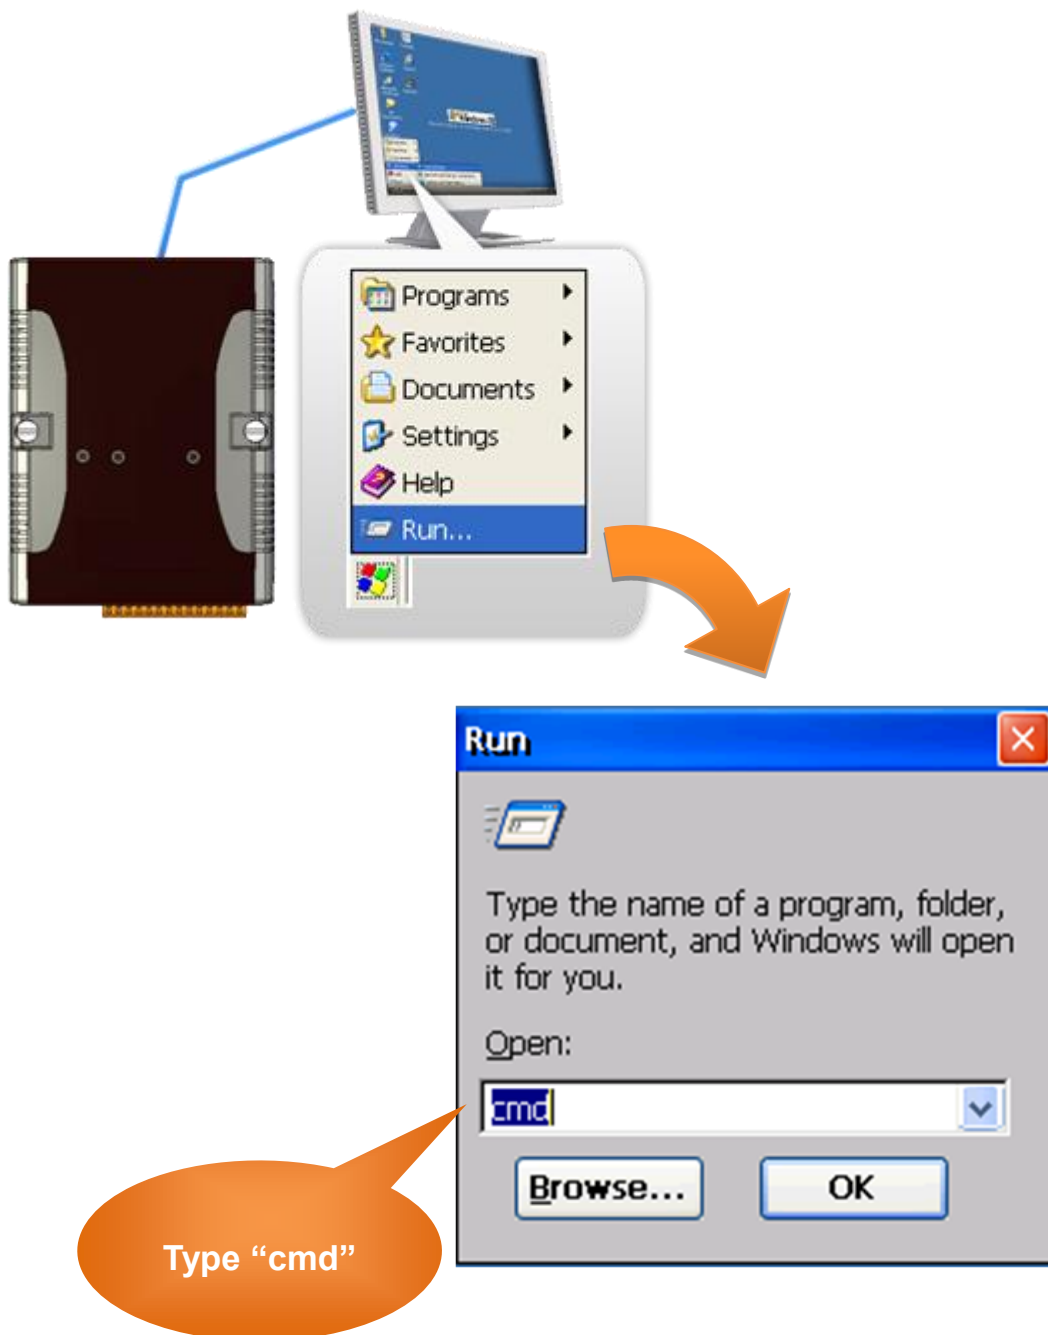 Programs
Favorites
Documents
Settings
Help
Run...
Run
Type the name of a program, folder,
or document, and Windows will open
it for you.
Open:
cmd
Browse...
OK
Type “cmd”